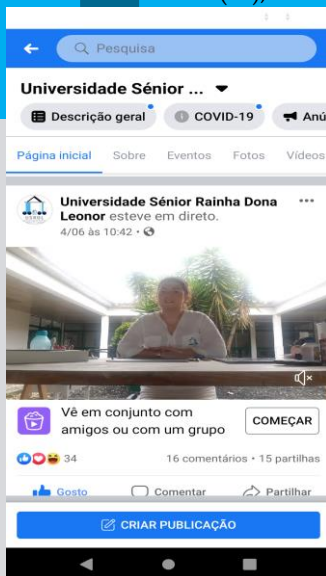 Pesquisa
Universidade Sénior ...
Descrição geral
COVID-19
Anú
Página inicial Sobre Eventos Fotos Vídeos
Universidade Sénior Rainha Dona
Leonor esteve em direto.
4/06 às 10:42 ·
Vê em conjunto com
amigos ou com um grupo
COMEÇAR
34
16 comentários • 15 partilhas
Gosto Comentar Partilhar
CRIAR PUBLICAÇÃO